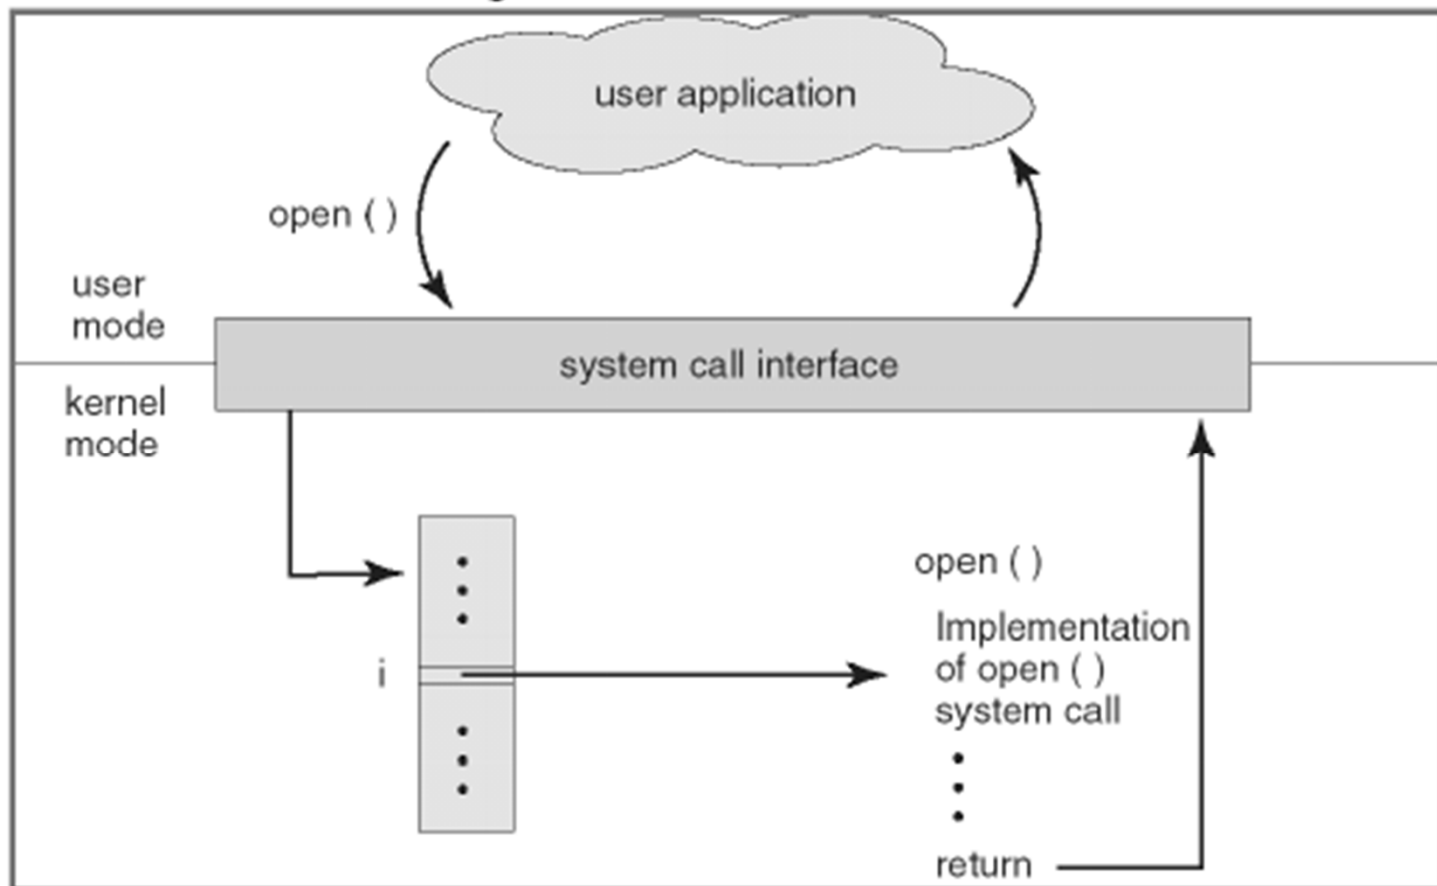 user application
open ( )
user
mode
system call interface
kernel
mode
open ( )
Implementation
of open ( )
system call
i
return